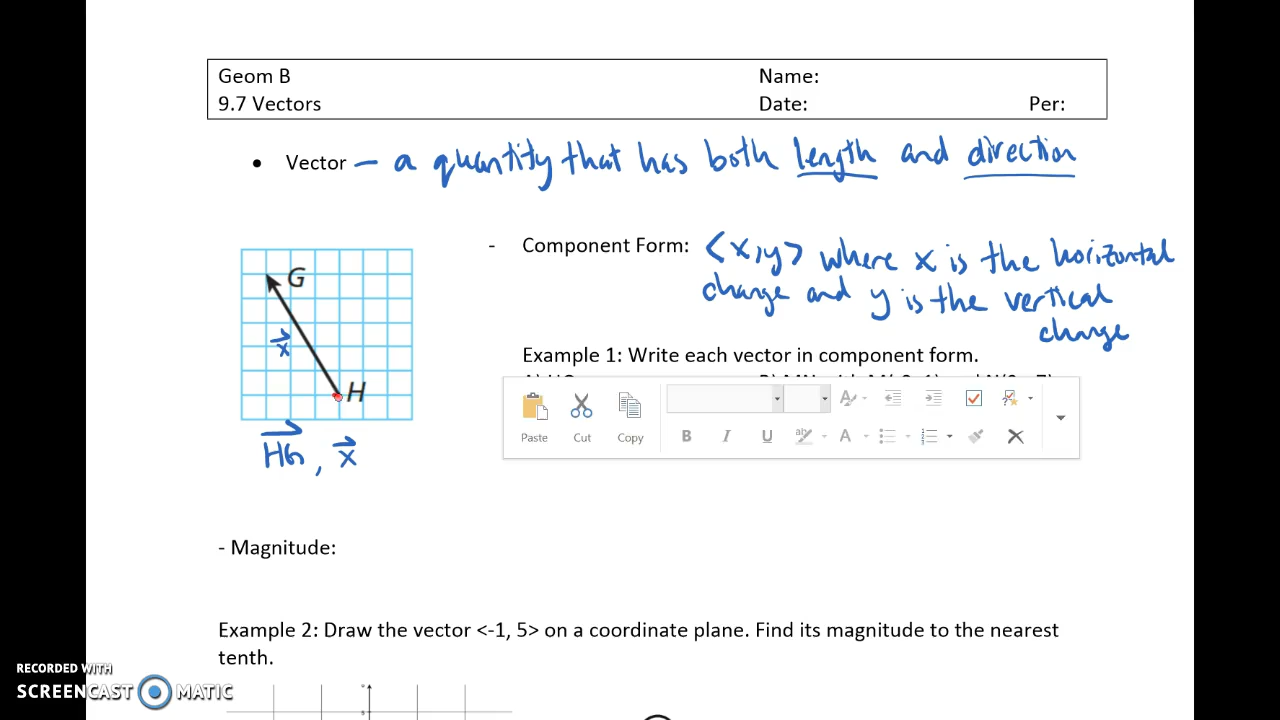 Geom B
Name:
9.7 Vectors
Date:
Per:
• Vector — a quantity that has both length and direction
- Component Form: <x,y> where x is the horizontal
change and y is the vertical
change
G
x
H
HG, x
Example 1: Write each vector in component form.
Paste
Cut
Copy
B
I
U
- Magnitude:
Example 2: Draw the vector <-1, 5> on a coordinate plane. Find its magnitude to the nearest
tenth.
RECORDED WITH
SCREENCAST MATIC